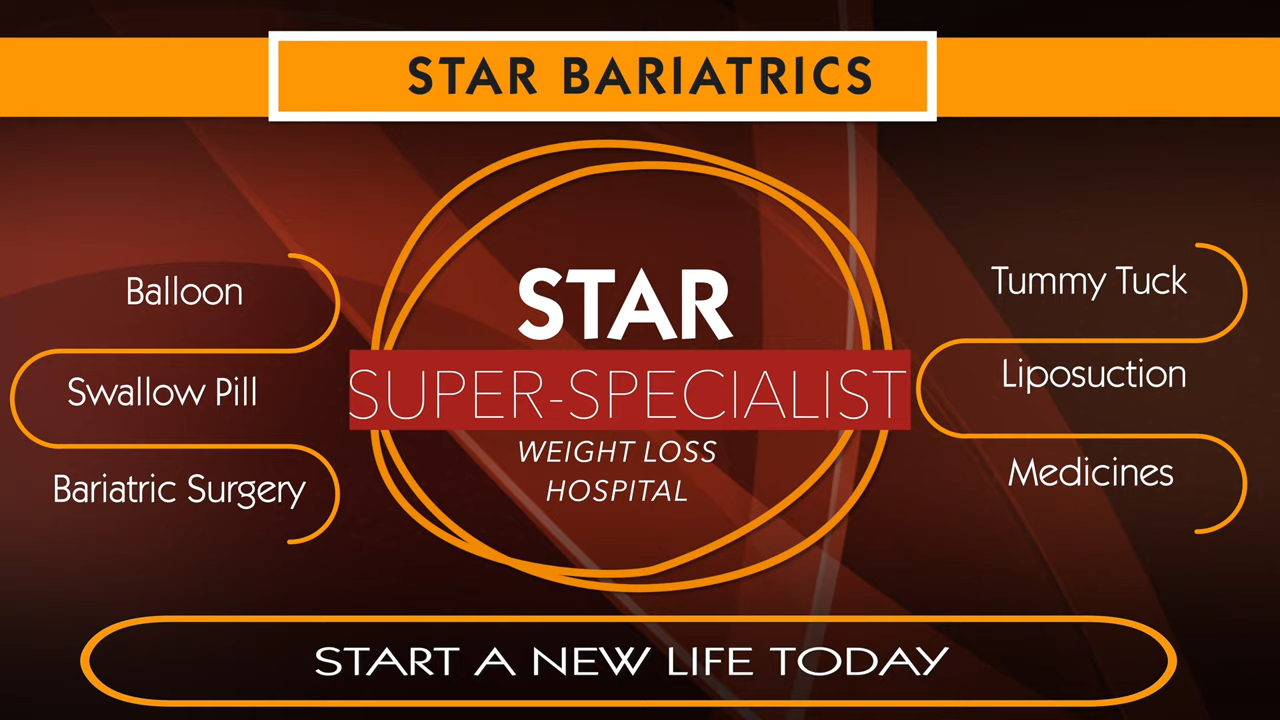 STAR BARIATRICS
STAR
SUPER-SPECIALIST
WEIGHT LOSS
HOSPITAL
Balloon
Swallow Pill
Bariatric Surgery
Tummy Tuck
Liposuction
Medicines
START A NEW LIFE TODAY